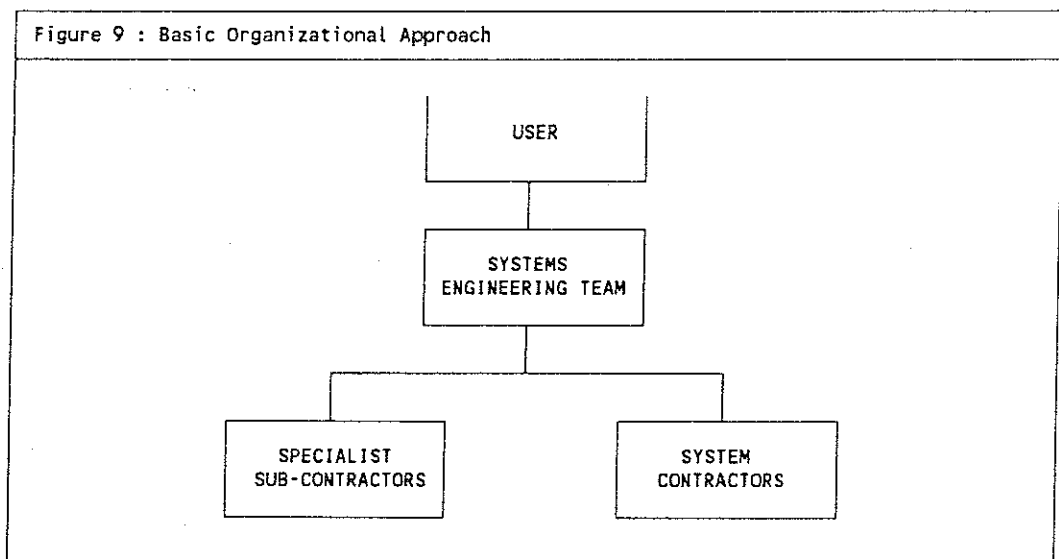 Figure 9 : Basic Organizational Approach
USER
SYSTEMS
ENGINEERING TEAM
SPECIALIST
SUB-CONTRACTORS
SYSTEM
CONTRACTORS